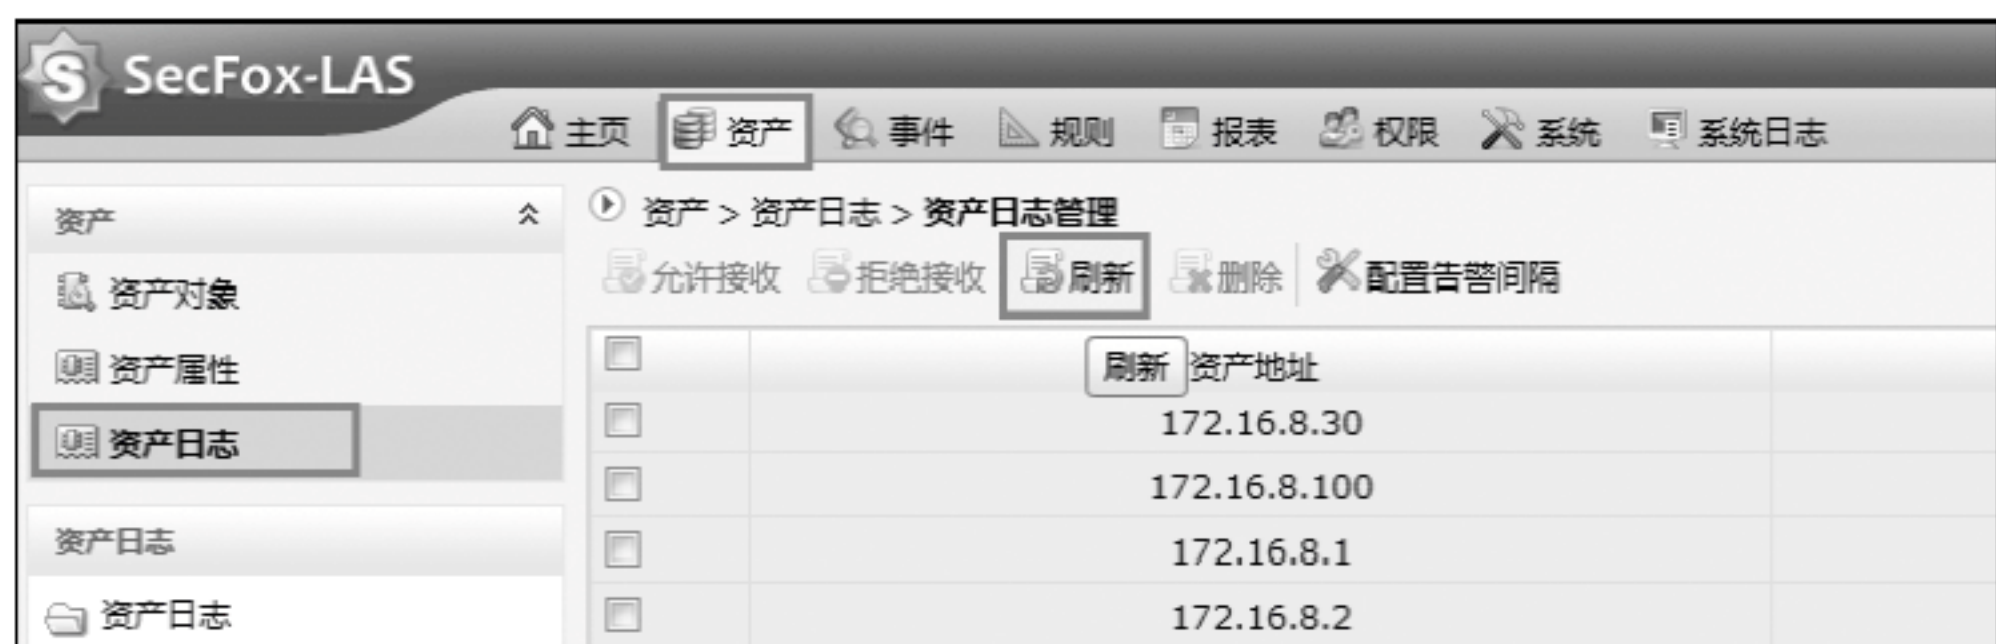 SecFox-LAS
主页 资产 事件 规则 报表 权限 系统 系统日志
资产
资产对象
资产属性
资产日志
资产日志
资产日志
资产 > 资产日志 > 资产日志管理
允许接收 拒绝接收 刷新 删除 配置告警间隔
刷新 资产地址
172.16.8.30
172.16.8.100
172.16.8.1
172.16.8.2